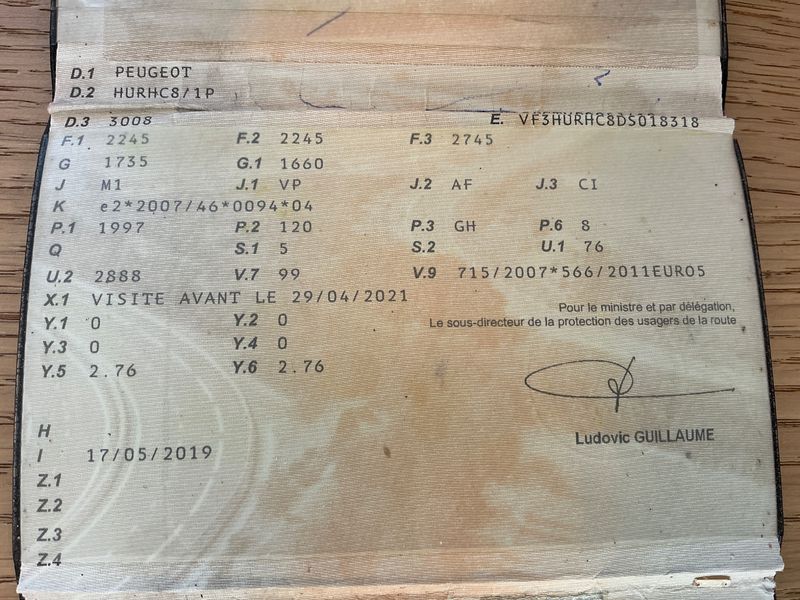 D.1 PEUGEOT
D.2 HURHC8/1P
D.3 3008 E. VF3HURHC8DS018318
F.1 2245 F.2 2245 F.3 2745
G 1735 G.1 1660
J M1 J.1 VP J.2 AF J.3 CI
K e2*2007/46*0094*04
P.1 1997 P.2 120 P.3 GH P.6 8
Q S.1 5 S.2 U.1 76
U.2 2888 V.7 99 V.9 715/2007*566/2011EURO5
X.1 VISITE AVANT LE 29/04/2021
Pour le ministre et par délégation,
Y.1 0 Y.2 0 Le sous-directeur de la protection des usagers de la route
Y.3 0 Y.4 0
Y.5 2.76 Y.6 2.76
H
Ludovic GUILLAUME
I 17/05/2019
Z.1
Z.2
Z.3
Z.4